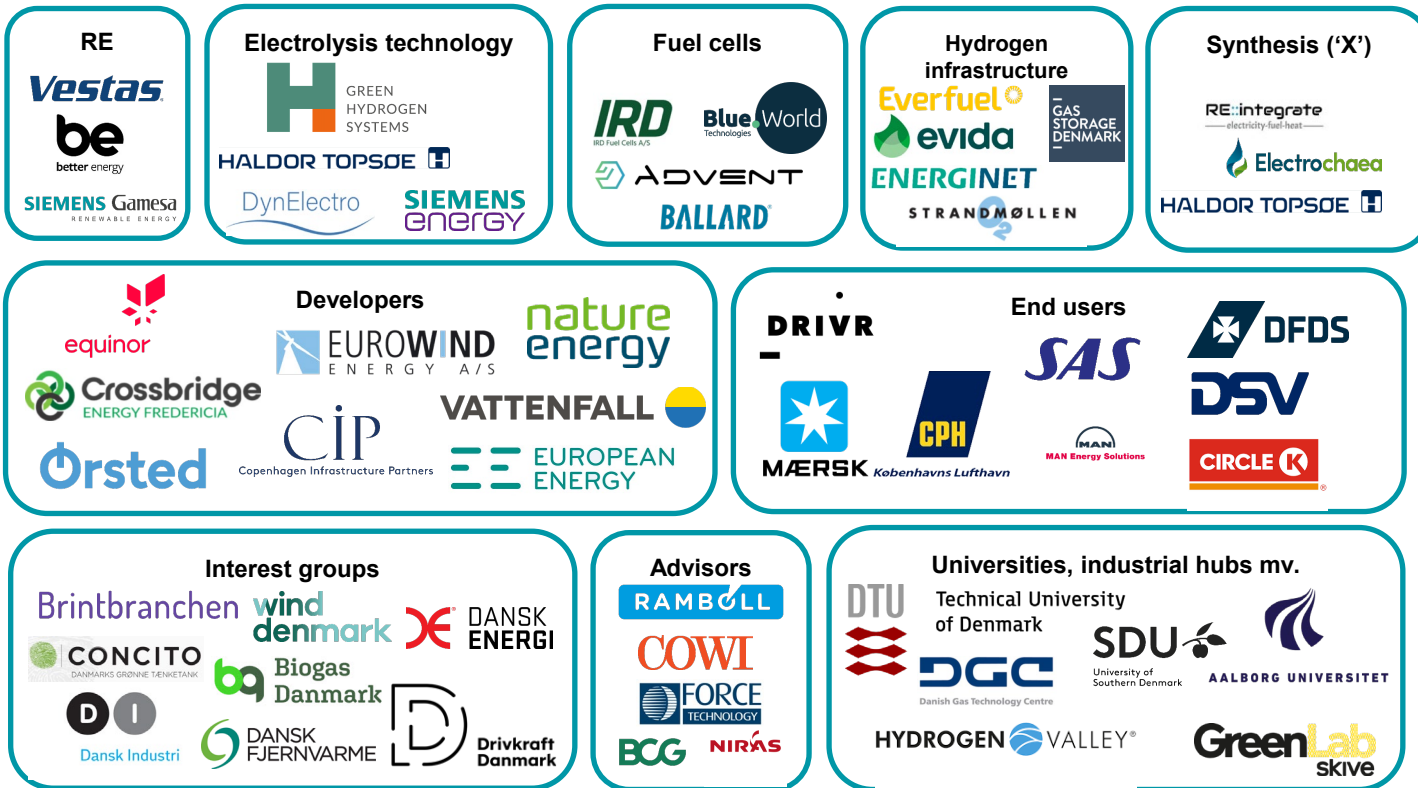 RE
Vestas
be
better energy
SIEMENS Gamesa
RENEWABLE ENERGY
Electrolysis technology
H
GREEN
HYDROGEN
SYSTEMS
HALDOR TOPSØE H
DynElectro
SIEMENS
energy
Fuel cells
IRD
IRD Fuel Cells A/S
Blue World
Technologies
ADVENT
BALLARD®
Hydrogen
infrastructure
Everfuel
evida
GAS
STORAGE
DENMARK
ENERGINET
STRANDMØLLEN
O2
Synthesis (‘X’)
RE::integrate
electricity-fuel-heat
Electrochaea
HALDOR TOPSØE H
Developers
equinor
EUROWIND
ENERGY A/S
nature
energy
Crossbridge
ENERGY FREDERICIA
CIP
Copenhagen Infrastructure Partners
VATTENFALL
Ørsted
EUROPEAN
ENERGY
End users
DRIVR
SAS
DFDS
MÆRSK
CPH
Københavns Lufthavn
MAN
MAN Energy Solutions
DSV
CIRCLE K
®
Interest groups
Brintbranchen
wind
denmark
® DANSK
ENERGI
CONCITO
DANMARKS GRØNNE TÆNKETANK
bg Biogas
Danmark
D I
Dansk Industri
DANSK
FJERNVARME
D
Drivkraft
Danmark
Advisors
RAMBOLL
COWI
FORCE
TECHNOLOGY
BCG
NIRAS
Universities, industrial hubs mv.
DTU
Technical University
of Denmark
SDU
University of
Southern Denmark
AALBORG UNIVERSITET
DGC
Danish Gas Technology Centre
HYDROGEN VALLEY®
GreenLab
skive